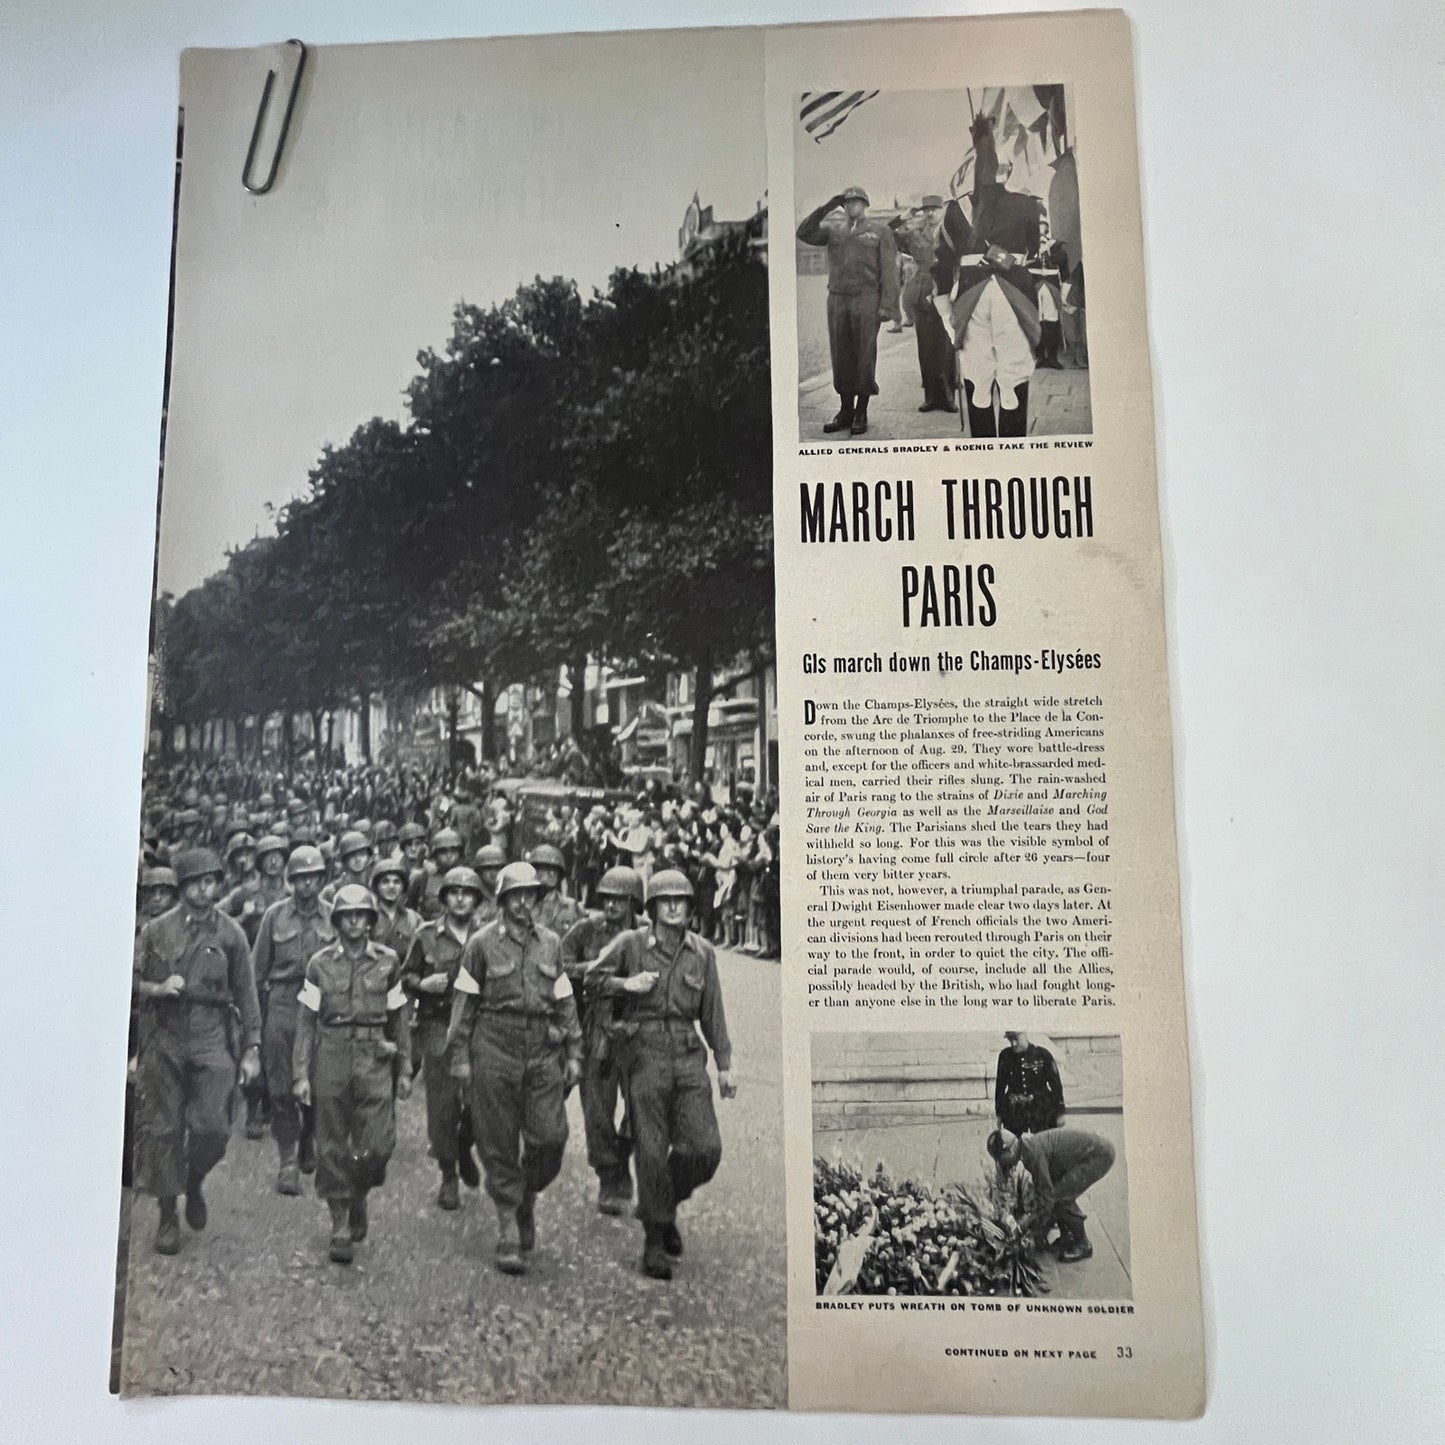 ALLIED GENERALS BRADLEY & KOENIG TAKE THE REVIEW
MARCH THROUGH
PARIS
GIs march down the Champs-Elysées
Down the Champs-Elysées, the straight wide stretch
from the Arc de Triomphe to the Place de la Con-
corde, swung the phalanxes of free-striding Americans
on the afternoon of Aug. 29. They wore battle-dress
and, except for the officers and white-brassarded med-
ical men, carried their rifles slung. The rain-washed
air of Paris rang to the strains of Dixie and Marching
Through Georgia as well as the Marseillaise and God
Save the King. The Parisians shed the tears they had
withheld so long. For this was the visible symbol of
history's having come full circle after 26 years—four
of them very bitter years.
This was not, however, a triumphal parade, as Gen-
eral Dwight Eisenhower made clear two days later. At
the urgent request of French officials the two Ameri-
can divisions had been rerouted through Paris on their
way to the front, in order to quiet the city. The offi-
cial parade would, of course, include all the Allies,
possibly headed by the British, who had fought long-
er than anyone else in the long war to liberate Paris.
BRADLEY PUTS WREATH ON TOMB OF UNKNOWN SOLDIER
CONTINUED ON NEXT PAGE 33